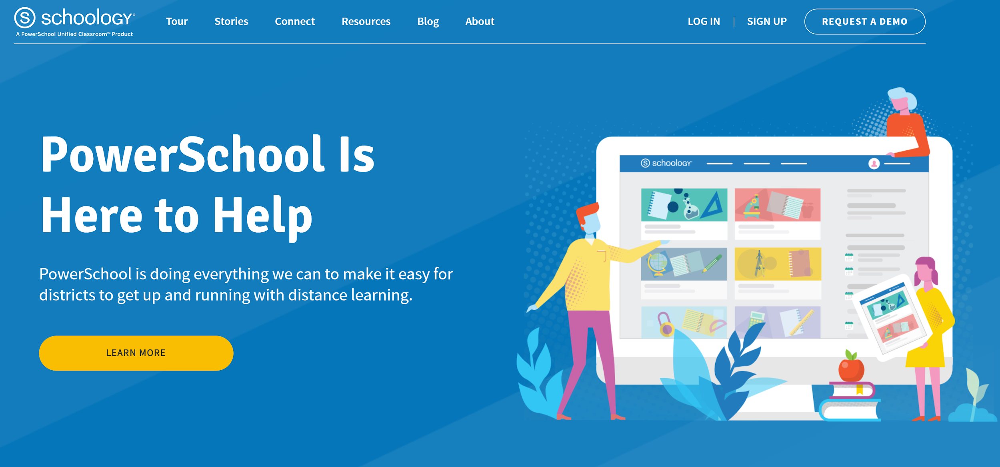 schoology®
A PowerSchool Unified Classroom™ Product
Tour
Stories
Connect
Resources
Blog
About
LOG IN
SIGN UP
REQUEST A DEMO
PowerSchool Is
Here to Help
PowerSchool is doing everything we can to make it easy for
districts to get up and running with distance learning.
LEARN MORE
schoology